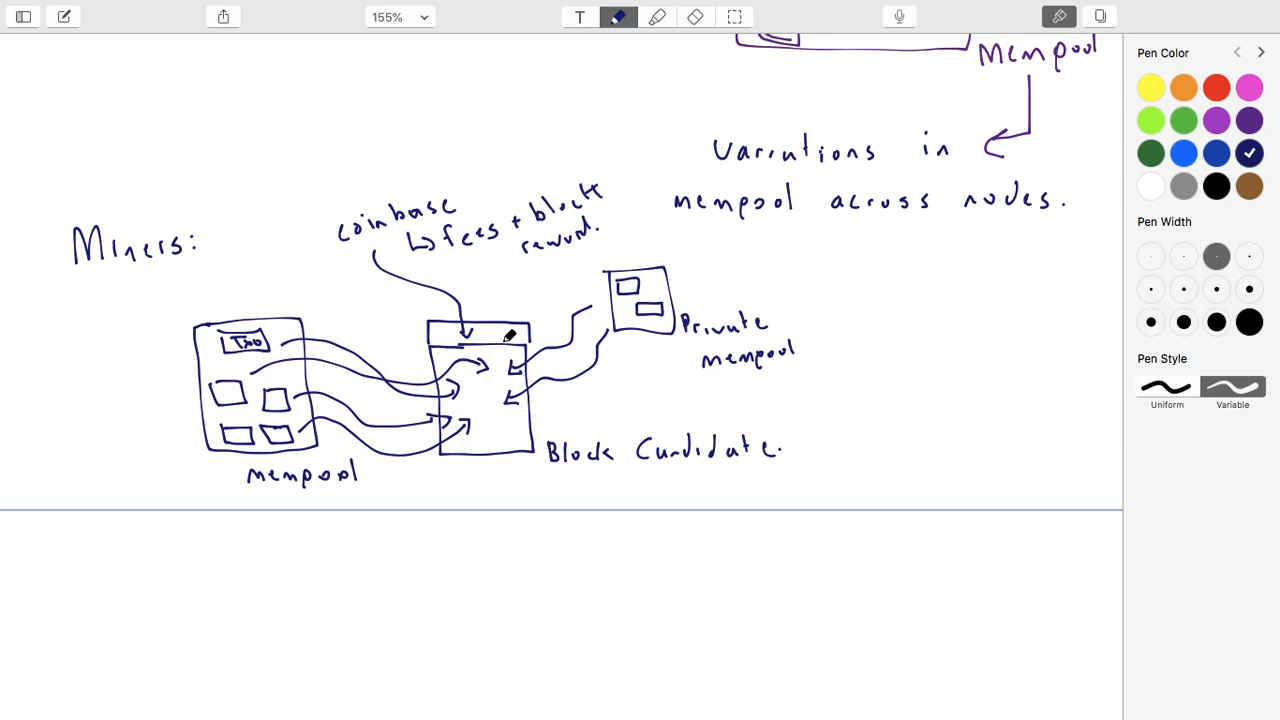 155%
T
Pen Color
Mempool
Variations in
mempool across nodes.
coinbase
↳ fees + block
reward.
Miners:
Pen Width
Private
mempool
Block Candidate.
mempool
Pen Style
Uniform
Variable